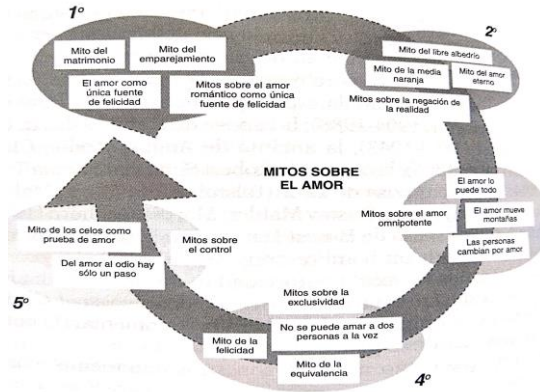 1º
Mito del
matrimonio
Mito del
emparejamiento
El amor como
única fuente
de felicidad
Mitos sobre el amor
romántico como única
fuente de felicidad
2º
Mito del libre albedrío
Mito de la media
naranja
Mito del amor
eterno
Mitos sobre la negación de
la realidad
MITOS SOBRE
EL AMOR
El amor lo
puede todo
Mitos sobre el amor
omnipotente
El amor mueve
montañas
Las personas
cambian por amor
Mitos sobre la
exclusividad
No se puede amar a dos
personas a la vez
Mito de la
felicidad
Mito de la
equivalencia
4º
Mito de los celos como
prueba de amor
Mitos sobre
el control
Del amor al odio hay
sólo un paso
5º